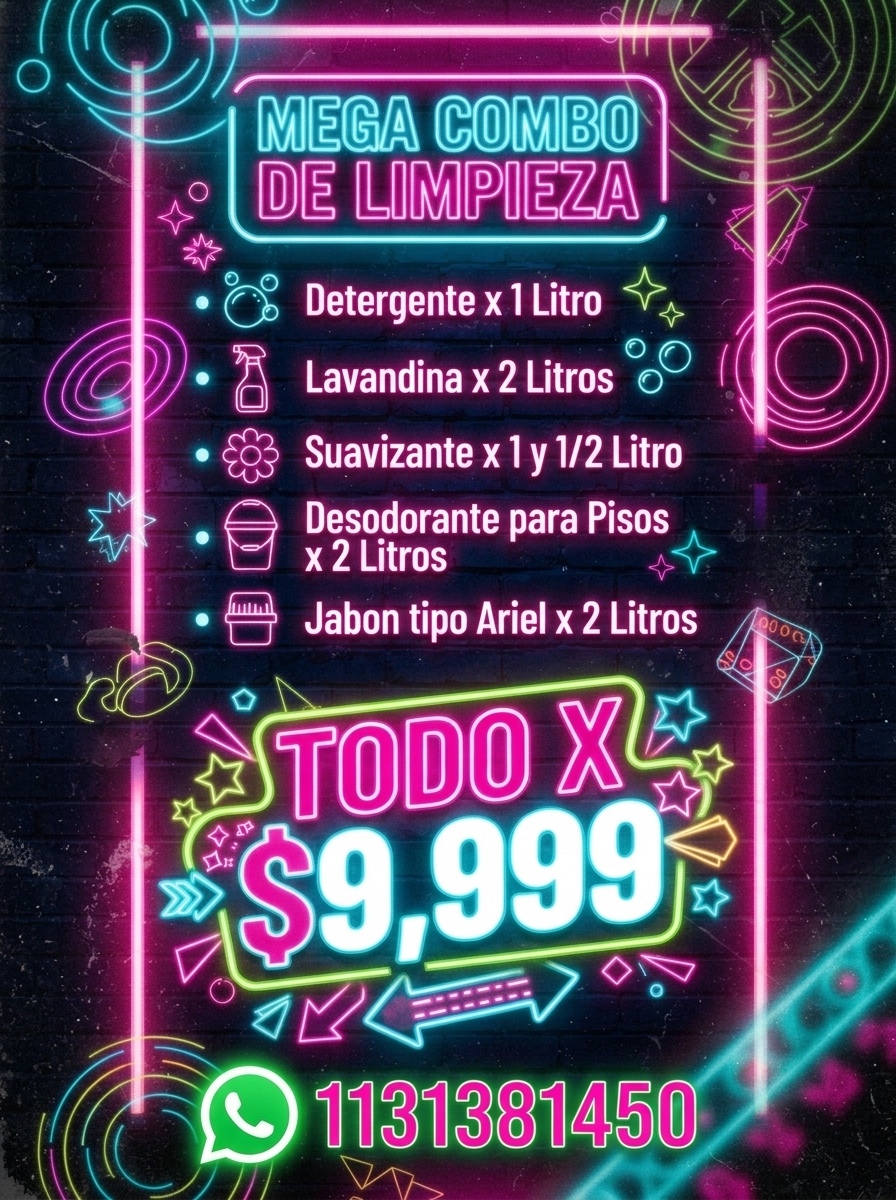 MEGA COMBO
DE LIMPIEZA
Detergente x 1 Litro
Lavandina x 2 Litros
Suavizante x 1 y 1/2 Litro
Desodorante para Pisos
x 2 Litros
Jabon tipo Ariel x 2 Litros
TODO X
$9,999
1131381450